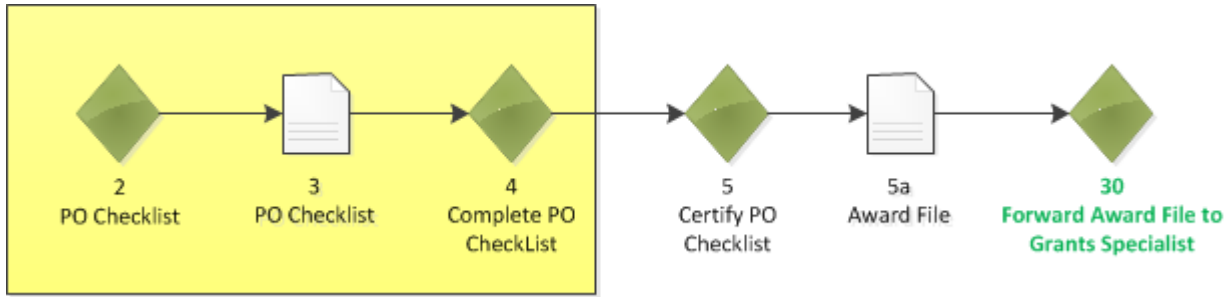 2
PO Checklist
3
PO Checklist
4
Complete PO
CheckList
5
Certify PO
Checklist
5a
Award File
30
Forward Award File to
Grants Specialist